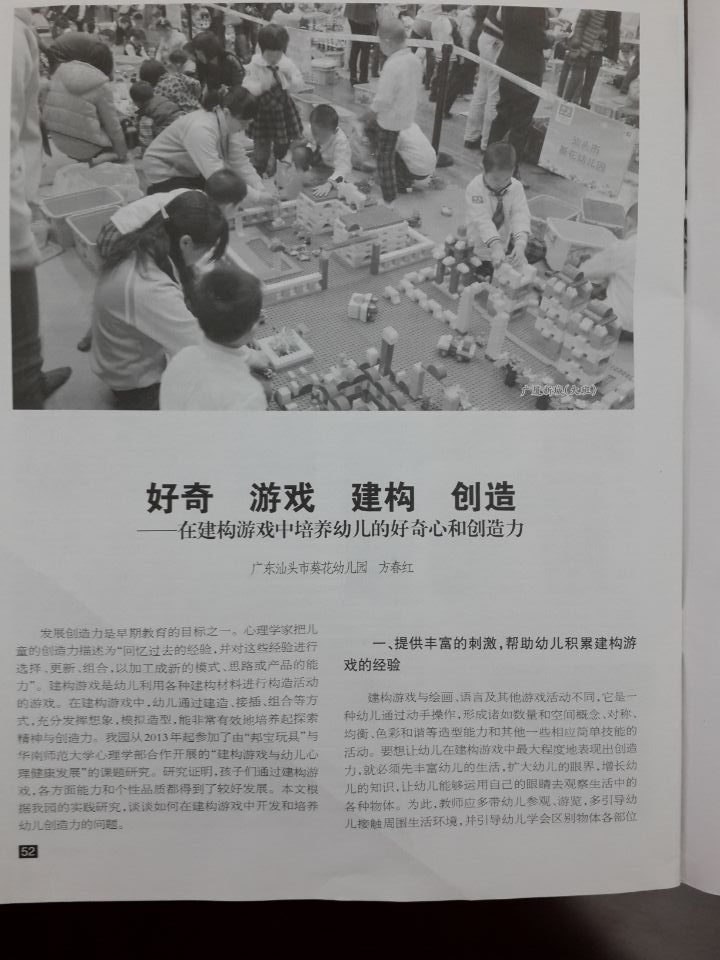 汕头市
葵花幼儿园
好奇 游戏 建构 创造
——在建构游戏中培养幼儿的好奇心和创造力
广东汕头市葵花幼儿园 方春红
发展创造力是早期教育的目标之一。心理学家把儿
童的创造力描述为“回忆过去的经验,并对这些经验进行
选择、更新、组合,以加工成新的模式、思路或产品的能
力”。建构游戏是幼儿利用各种建构材料进行构造活动
的游戏。在建构游戏中,幼儿通过建造、接插、组合等方
式,充分发挥想象,模拟造型,能非常有效地培养起探索
精神与创造力。我园从2013年起参加了由“邦宝玩具”与
华南师范大学心理学部合作开展的“建构游戏与幼儿心
理健康发展”的课题研究。研究证明,孩子们通过建构游
戏,各方面能力和个性品质都得到了较好发展。本文根
据我园的实践研究,谈谈如何在建构游戏中开发和培养
幼儿创造力的问题。
52
一、提供丰富的刺激,帮助幼儿积累建构游
戏的经验
建构游戏与绘画、语言及其他游戏活动不同,它是一
种幼儿通过动手操作,形成诸如数量和空间概念、对称、
均衡、色彩和谐等造型能力和其他一些相应简单技能的
活动。要想让幼儿在建构游戏中最大程度地表现出创造
力,就必须先丰富幼儿的生活,扩大幼儿的眼界,增长幼
儿的知识,让幼儿能够运用自己的眼睛去观察生活中的
各种物体。为此,教师应多带幼儿参观、游览,多引导幼
儿接触周围生活环境,并引导幼儿学会区别物体各部位